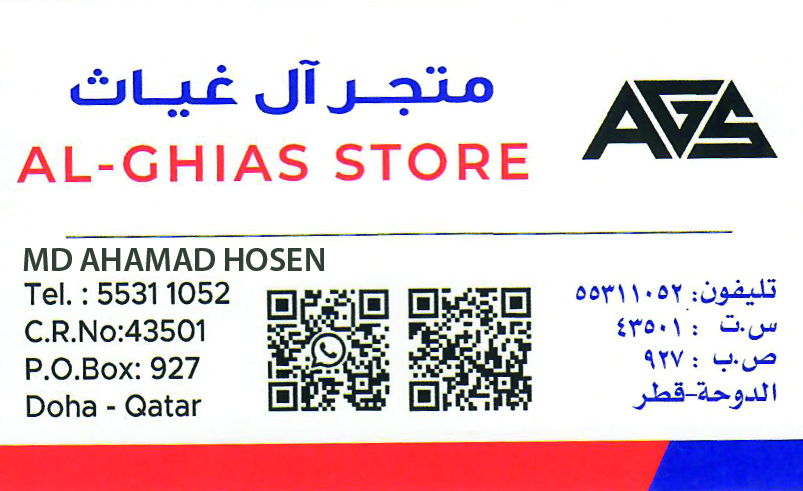 متجر آل غياث
AL-GHIAS STORE
AGS
MD AHAMAD HOSEN
Tel. : 5531 1052
C.R.No:43501
P.O.Box: 927
Doha - Qatar
تليفون: ٥٥٣١١٠٥٢
س.ت : ٤٣٥٠١
ص.ب : ٩٢٧
الدوحة-قطر